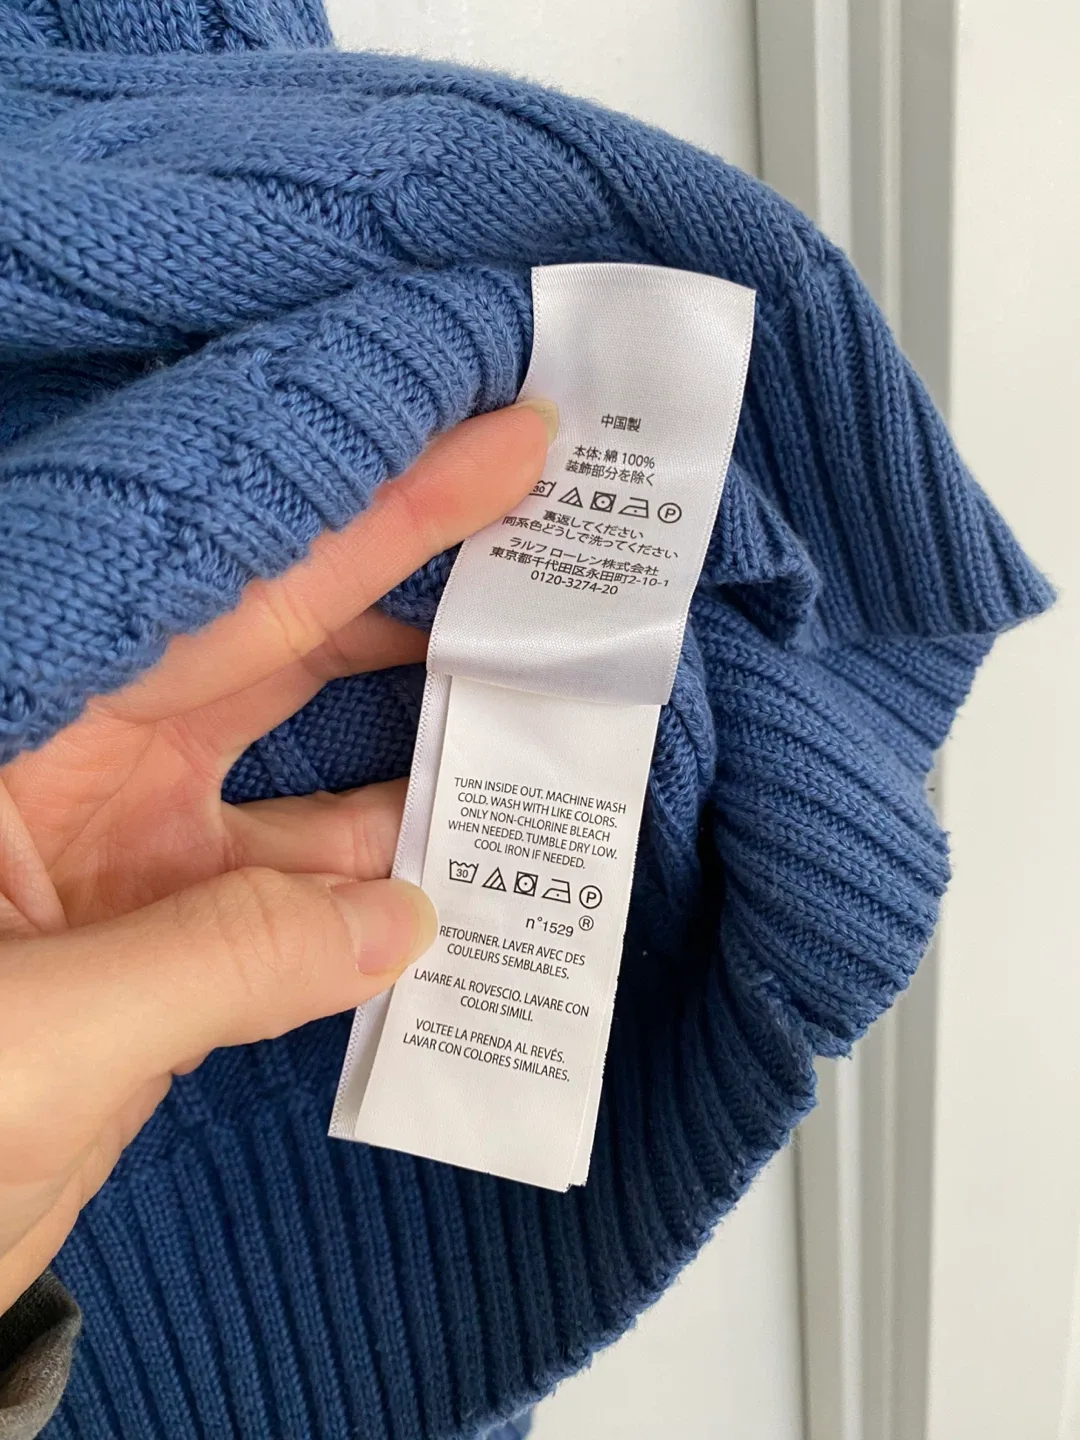 中国製
本体: 綿 100%
装飾部分を除く
30 P
裏返してください
同系色どうしで洗ってください
ラルフ ローレン株式会社
東京都千代田区永田町2-10-1
0120-3274-20
TURN INSIDE OUT. MACHINE WASH
COLD. WASH WITH LIKE COLORS.
ONLY NON-CHLORINE BLEACH
WHEN NEEDED. TUMBLE DRY LOW.
COOL IRON IF NEEDED.
30 P
n°1529 ®
RETOURNER. LAVER AVEC DES
COULEURS SEMBLABLES.
LAVARE AL ROVESCIO. LAVARE CON
COLORI SIMILI.
VOLTEE LA PRENDA AL REVÉS.
LAVAR CON COLORES SIMILARES.